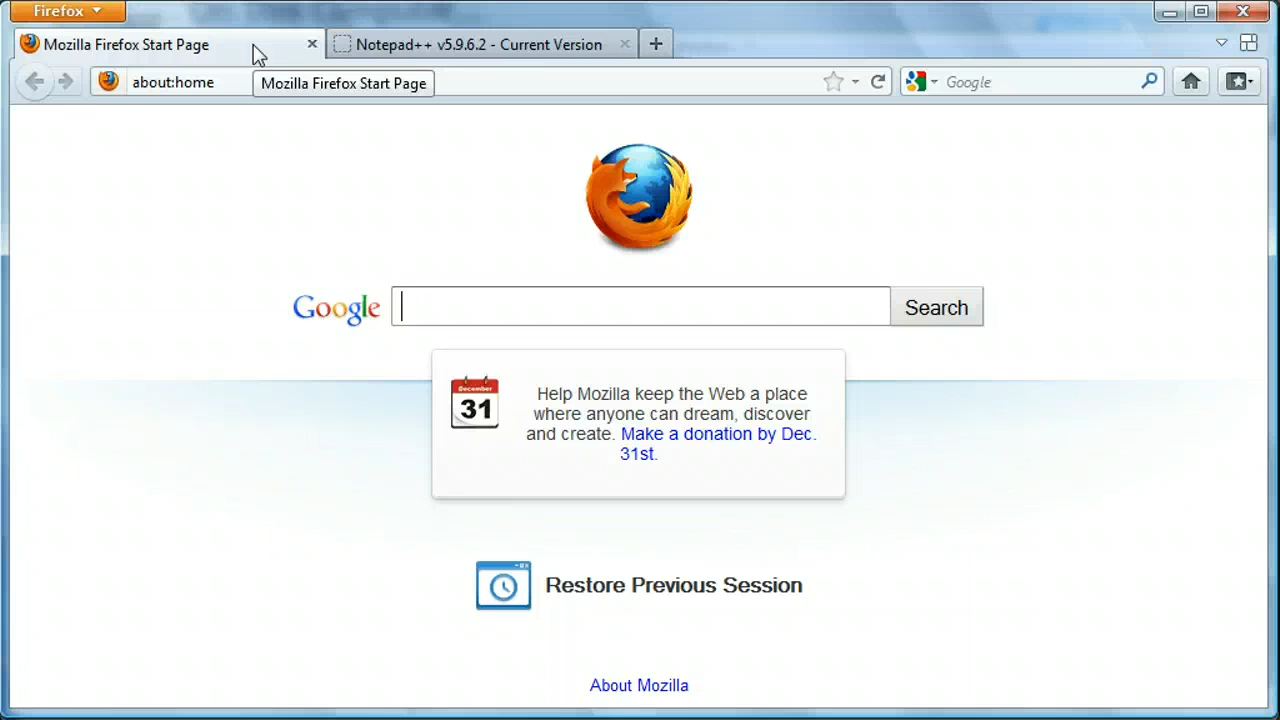 Firefox
Mozilla Firefox Start Page
Notepad++ v5.9.6.2 - Current Version
about:home
Mozilla Firefox Start Page
Google
Google
Search
December
31
Help Mozilla keep the Web a place
where anyone can dream, discover
and create. Make a donation by Dec.
31st.
Restore Previous Session
About Mozilla